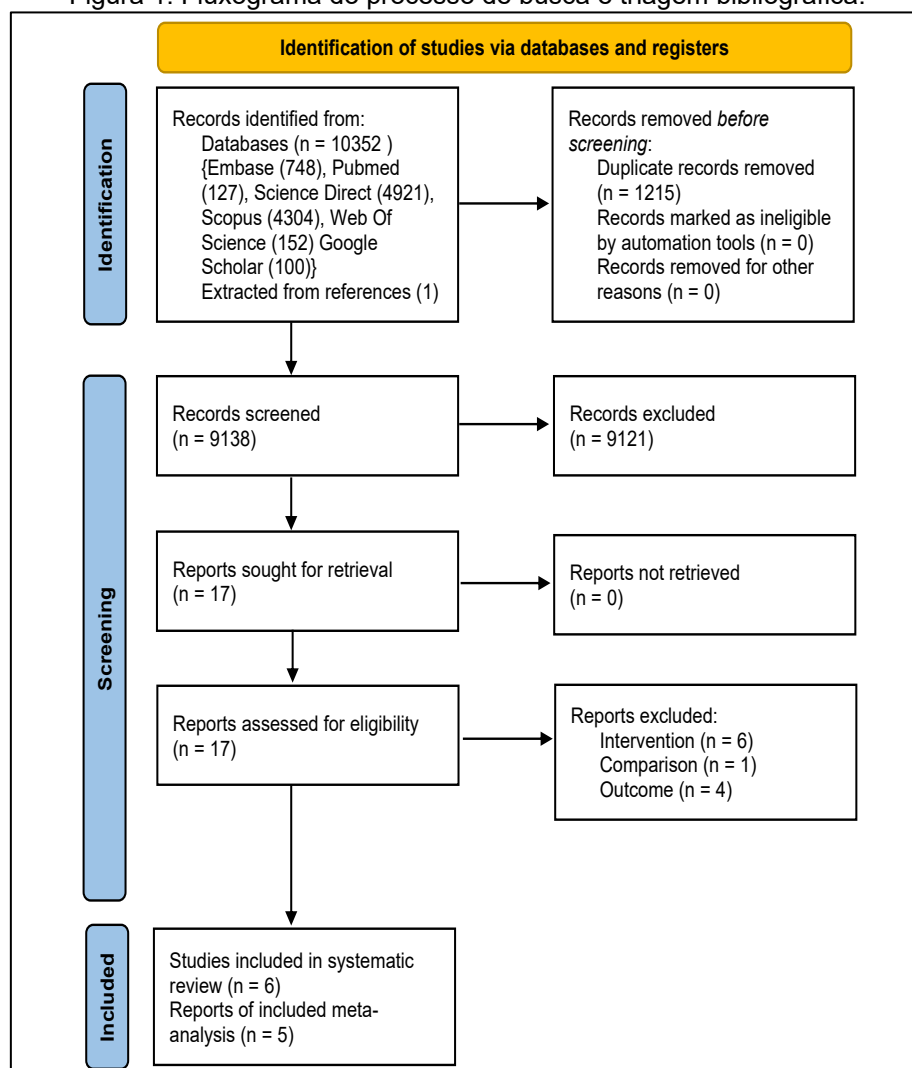 Figura 1. Fluxograma do processo de busca e triagem bibliográfica.
Identification of studies via databases and registers
Identification
Records identified from:
Databases (n = 10352 )
{Embase (748), Pubmed
(127), Science Direct (4921),
Scopus (4304), Web Of
Science (152) Google
Scholar (100)}
Extracted from references (1)
Records removed before
screening:
Duplicate records removed
(n = 1215)
Records marked as ineligible
by automation tools (n = 0)
Records removed for other
reasons (n = 0)
Screening
Records screened
(n = 9138)
Records excluded
(n = 9121)
Reports sought for retrieval
(n = 17)
Reports not retrieved
(n = 0)
Reports assessed for eligibility
(n = 17)
Reports excluded:
Intervention (n = 6)
Comparison (n = 1)
Outcome (n = 4)
Included
Studies included in systematic
review (n = 6)
Reports of included meta-
analysis (n = 5)